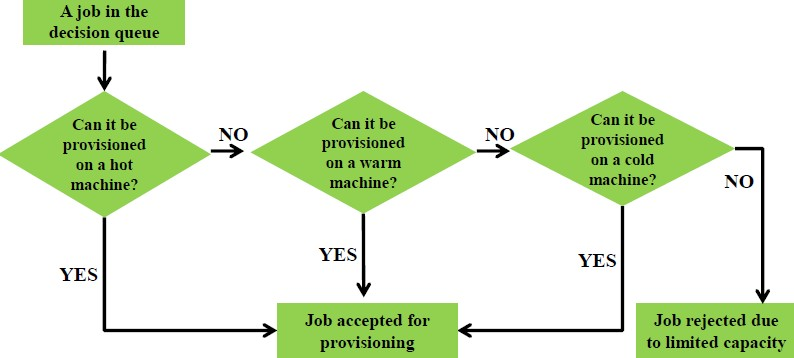 A job in the
decision queue
Can it be
provisioned
on a hot
machine?
NO
Can it be
provisioned
on a warm
machine?
NO
Can it be
provisioned
on a cold
machine?
NO
YES
YES
YES
Job accepted for
provisioning
Job rejected due
to limited capacity